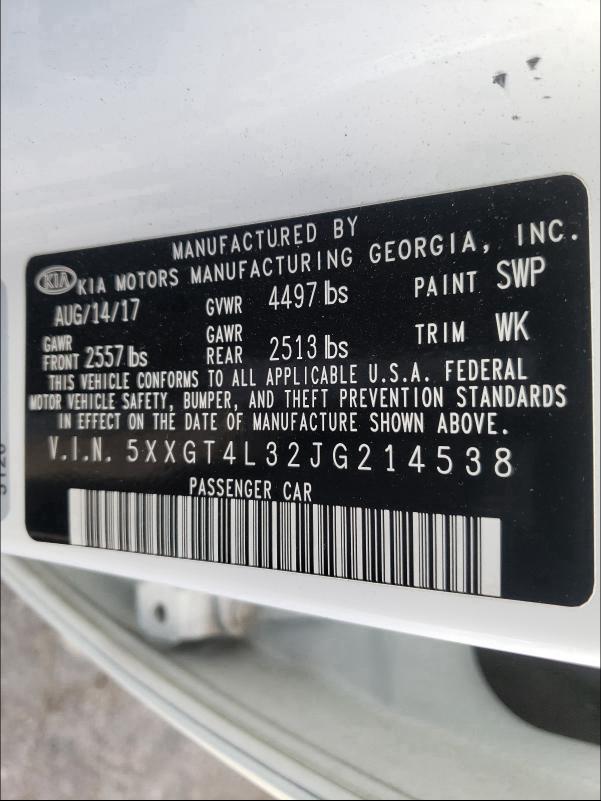 MANUFACTURED BY
KIA KIA MOTORS MANUFACTURING GEORGIA, INC.
AUG/14/17 GVWR 4497 lbs PAINT SWP
GAWR FRONT 2557 lbs GAWR REAR 2513 lbs TRIM WK
THIS VEHICLE CONFORMS TO ALL APPLICABLE U.S.A. FEDERAL
MOTOR VEHICLE SAFETY, BUMPER, AND THEFT PREVENTION STANDARDS
IN EFFECT ON THE DATE OF MANUFACTURE SHOWN ABOVE.
V.I.N. 5XXGT4L32JG214538
PASSENGER CAR